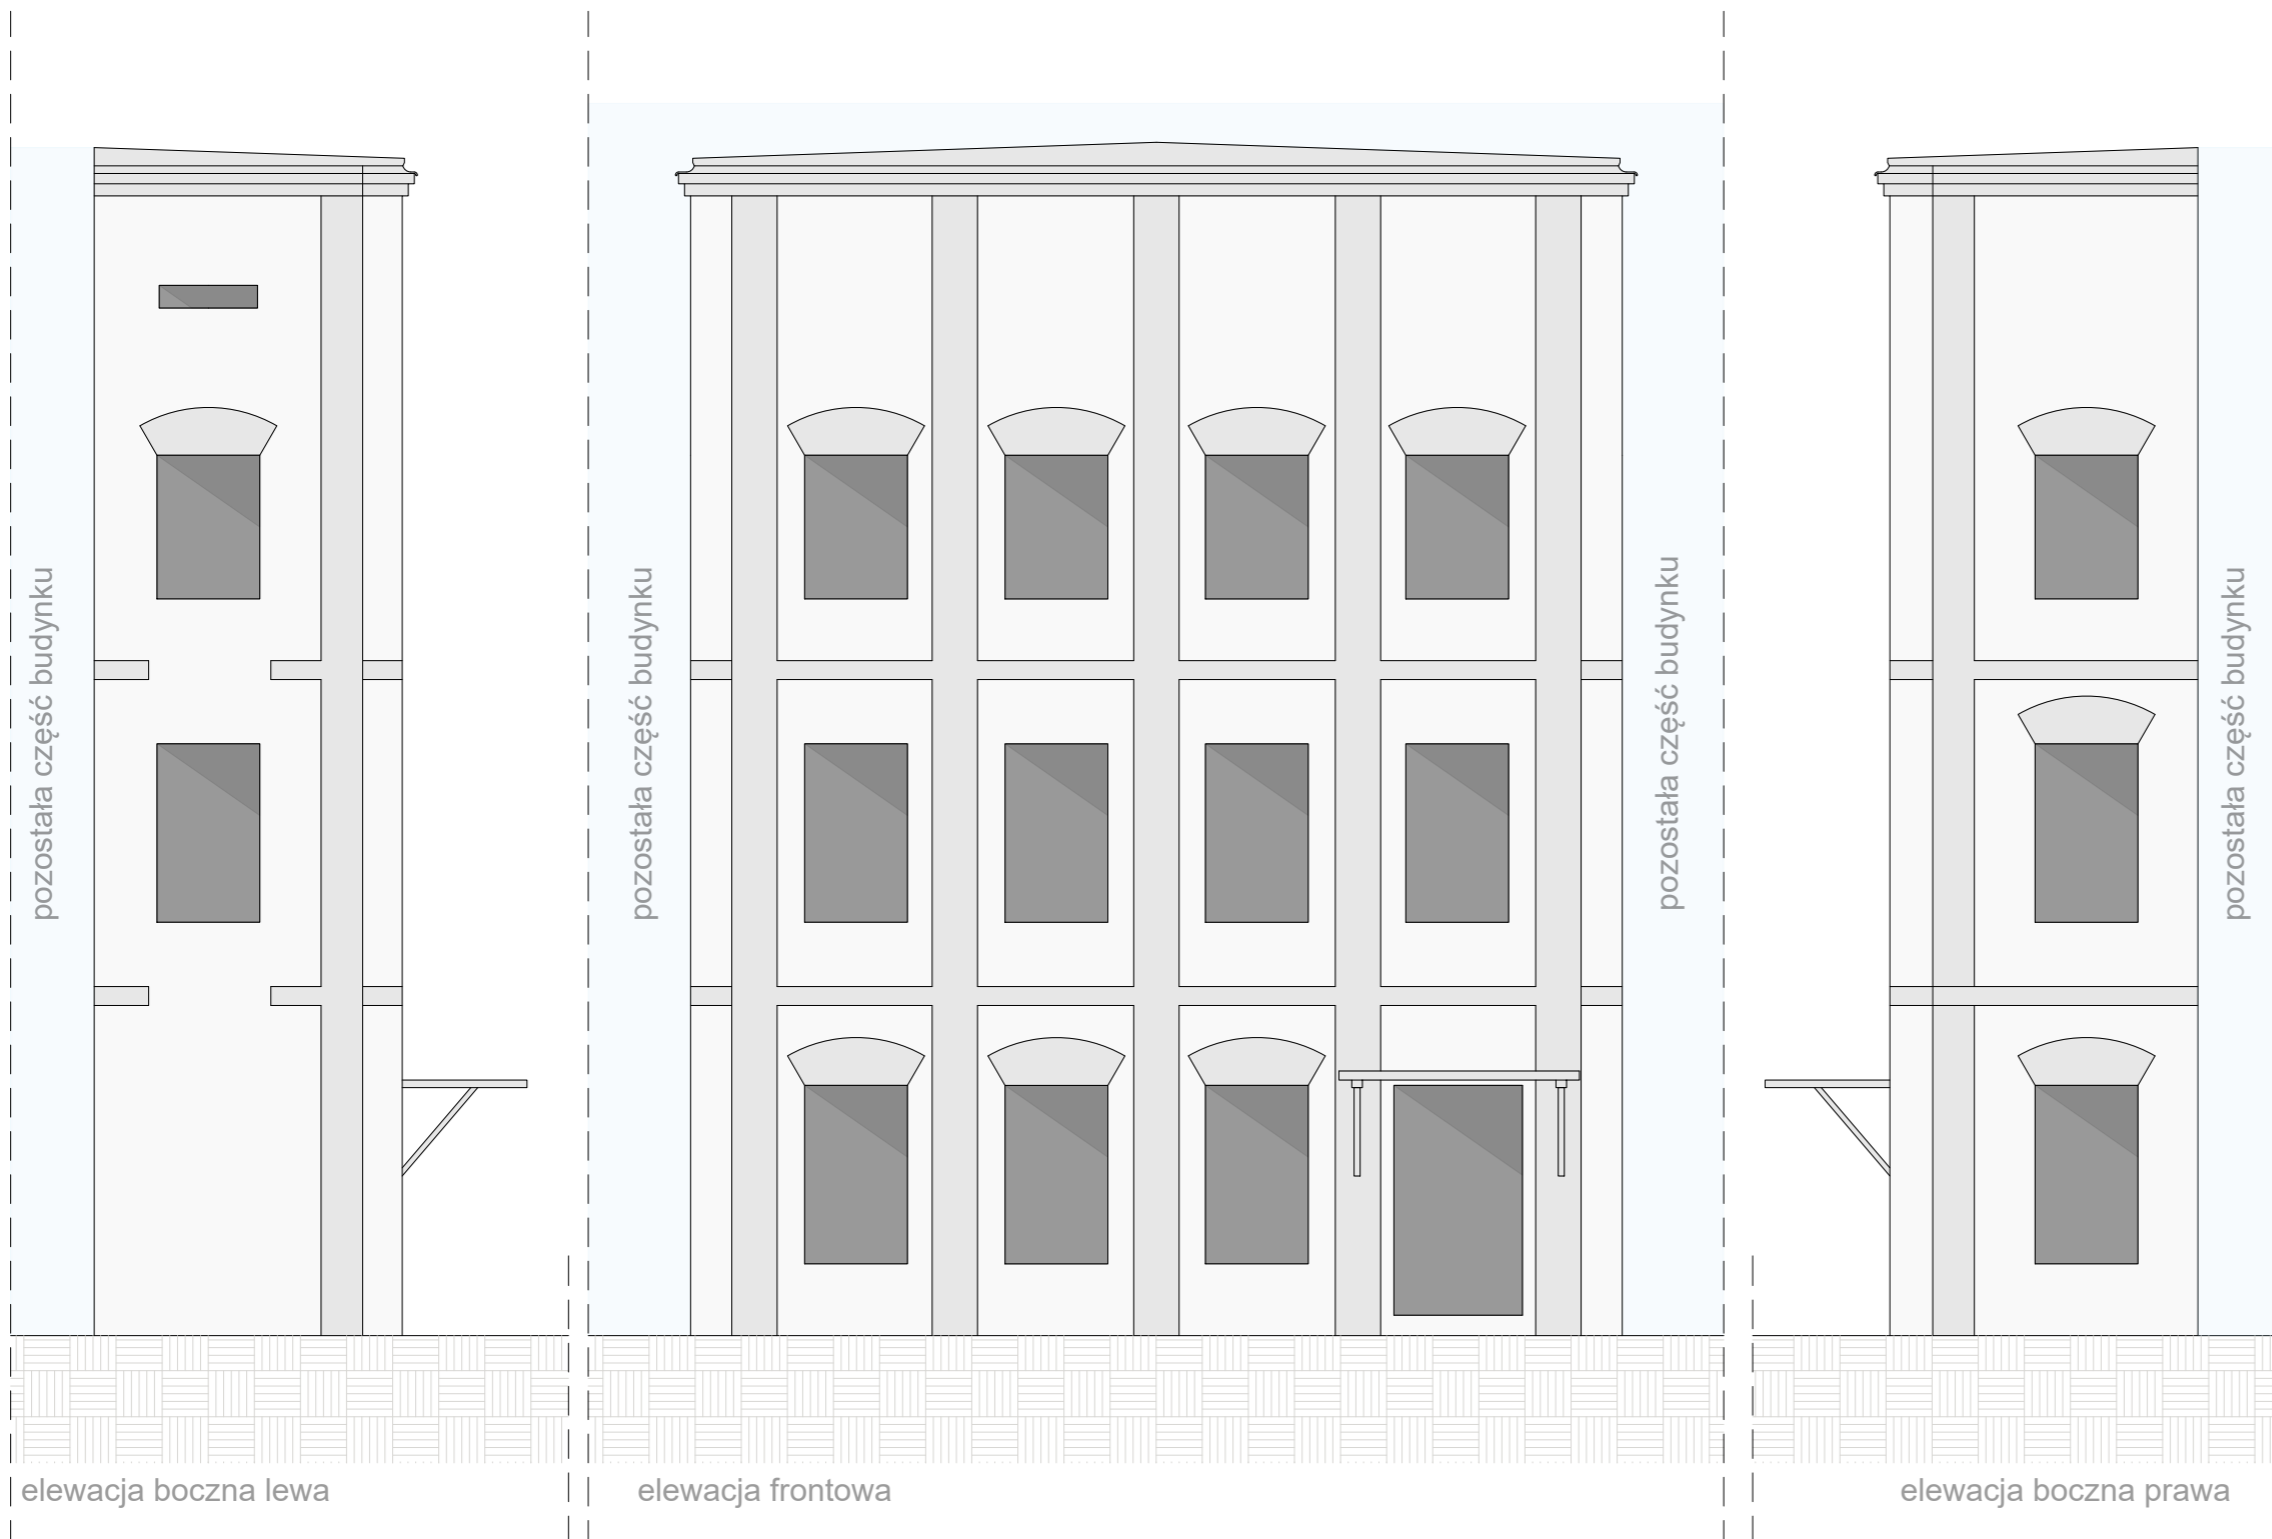 pozostała część budynku
pozostała część budynku
pozostała część budynku
pozostała część budynku
elewacja boczna lewa
elewacja frontowa
elewacja boczna prawa